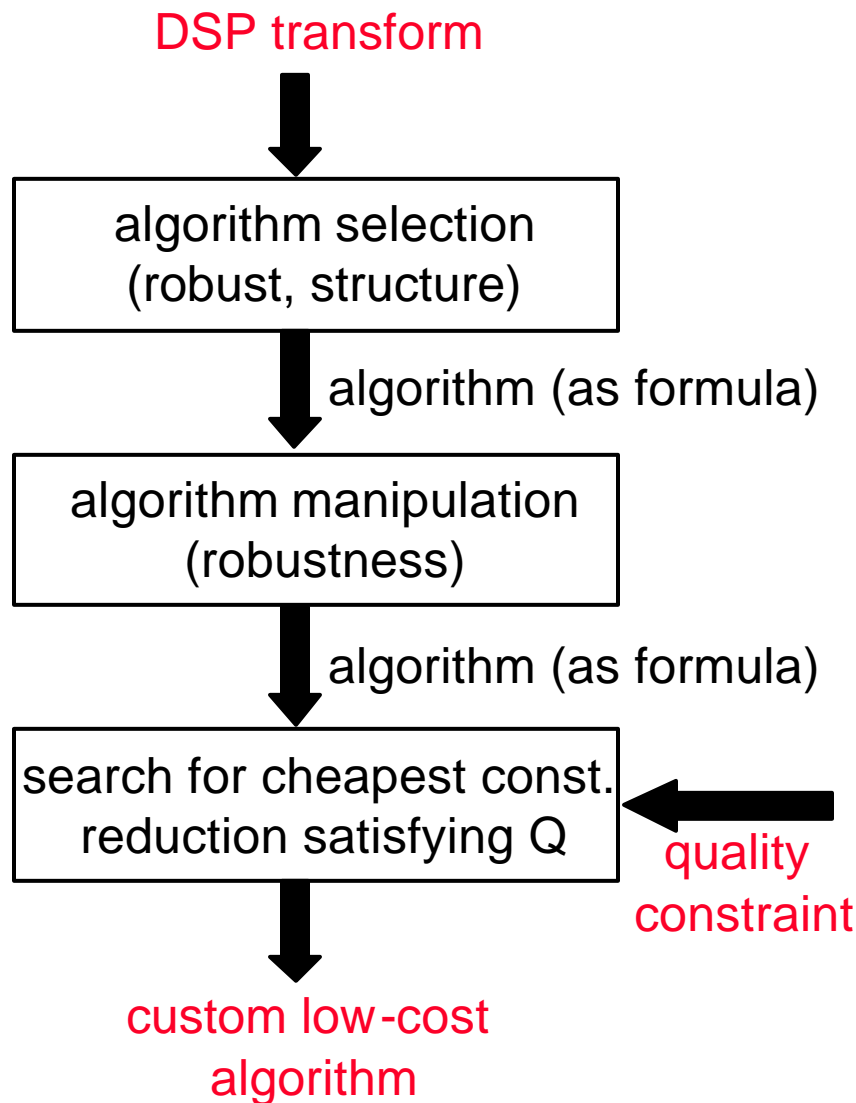 DSP transform
algorithm selection
(robust, structure)
algorithm (as formula)
algorithm manipulation
(robustness)
algorithm (as formula)
search for cheapest const.
reduction satisfying Q
quality
constraint
custom low-cost
algorithm